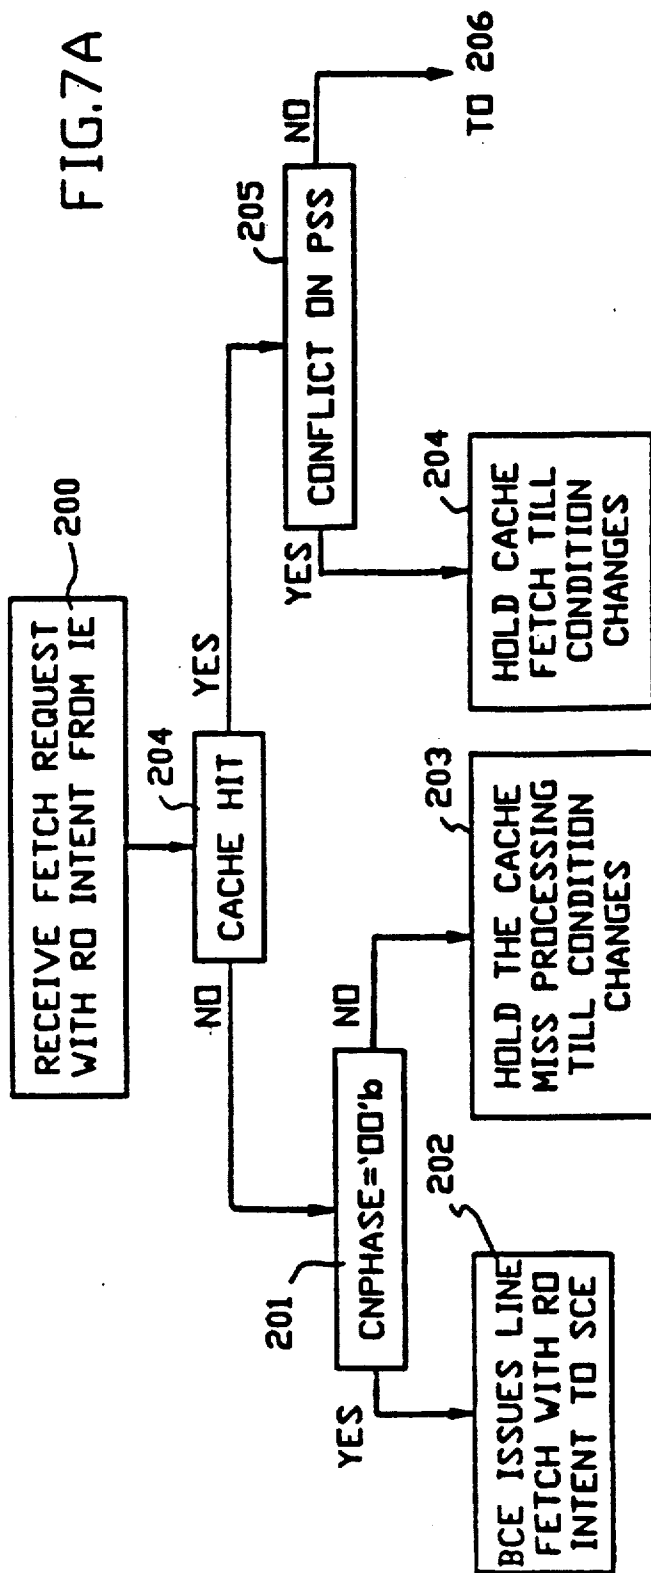 FIG.7A
RECEIVE FETCH REQUEST
WITH RO INTENT FROM IE
200
204
CACHE HIT
NO
YES
201
CNPHASE='00'b
205
CONFLICT ON PSS
YES
NO
YES
NO
TO 206
202
BCE ISSUES LINE
FETCH WITH RO
INTENT TO SCE
203
HOLD THE CACHE
MISS PROCESSING
TILL CONDITION
CHANGES
204
HOLD CACHE
FETCH TILL
CONDITION
CHANGES